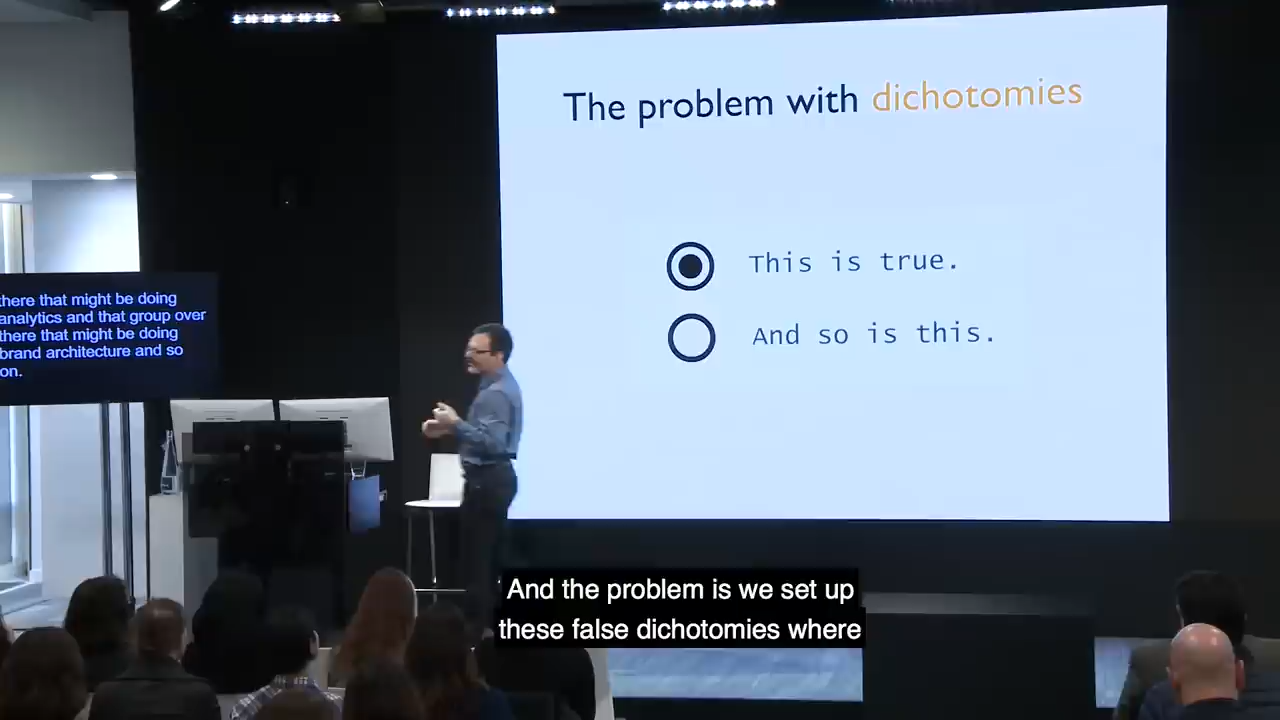 The problem with dichotomies
This is true.
And so is this.
there that might be doing
analytics and that group over
there that might be doing
brand architecture and so
on.
And the problem is we set up
these false dichotomies where